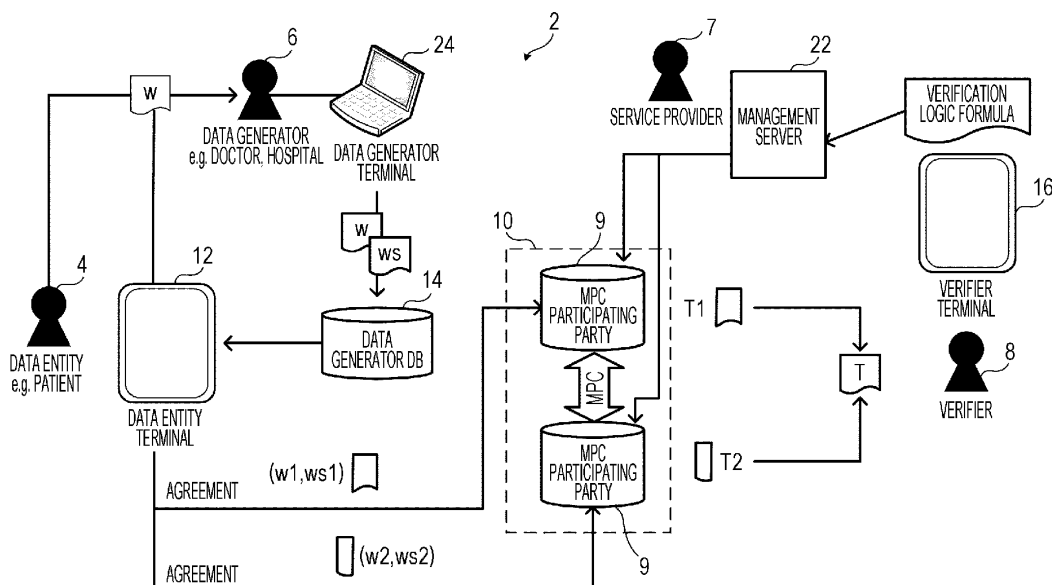 2
6
24
7
22
W
DATA GENERATOR
e.g. DOCTOR, HOSPITAL
DATA GENERATOR
TERMINAL
SERVICE PROVIDER
MANAGEMENT
SERVER
VERIFICATION
LOGIC FORMULA
16
VERIFIER
TERMINAL
W
WS
4
12
14
DATA ENTITY
e.g. PATIENT
DATA ENTITY
TERMINAL
DATA
GENERATOR DB
10
9
MPC
PARTICIPATING
PARTY
MPC
MPC
PARTICIPATING
PARTY
9
T1
T
T2
8
VERIFIER
(w1,ws1)
AGREEMENT
(w2,ws2)
AGREEMENT